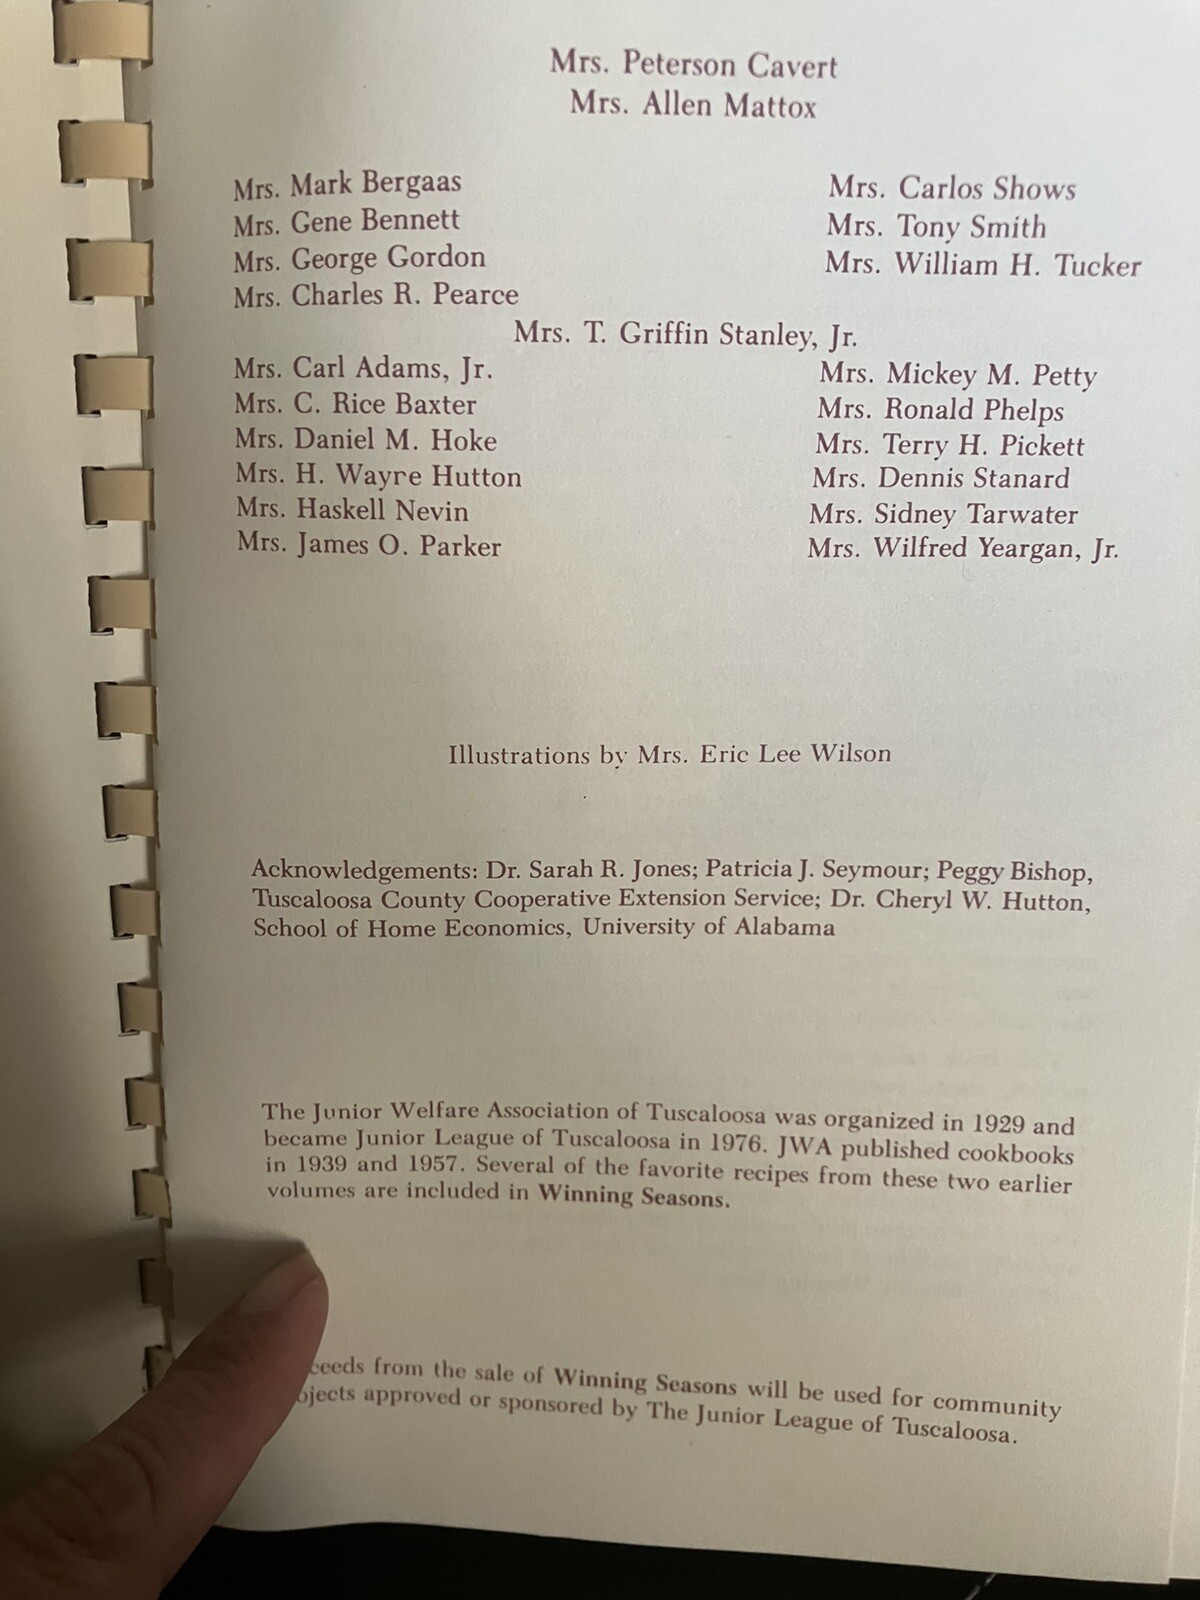 Mrs. Peterson Cavert
Mrs. Allen Mattox
Mrs. Mark Bergaas
Mrs. Gene Bennett
Mrs. George Gordon
Mrs. Charles R. Pearce
Mrs. Carlos Shows
Mrs. Tony Smith
Mrs. William H. Tucker
Mrs. T. Griffin Stanley, Jr.
Mrs. Carl Adams, Jr.
Mrs. C. Rice Baxter
Mrs. Daniel M. Hoke
Mrs. H. Wayre Hutton
Mrs. Haskell Nevin
Mrs. James O. Parker
Mrs. Mickey M. Petty
Mrs. Ronald Phelps
Mrs. Terry H. Pickett
Mrs. Dennis Stanard
Mrs. Sidney Tarwater
Mrs. Wilfred Yeargan, Jr.
Illustrations by Mrs. Eric Lee Wilson
Acknowledgements: Dr. Sarah R. Jones; Patricia J. Seymour; Peggy Bishop,
Tuscaloosa County Cooperative Extension Service; Dr. Cheryl W. Hutton,
School of Home Economics, University of Alabama
The Junior Welfare Association of Tuscaloosa was organized in 1929 and
became Junior League of Tuscaloosa in 1976. JWA published cookbooks
in 1939 and 1957. Several of the favorite recipes from these two earlier
volumes are included in Winning Seasons.
ceeds from the sale of Winning Seasons will be used for community
ojects approved or sponsored by The Junior League of Tuscaloosa.